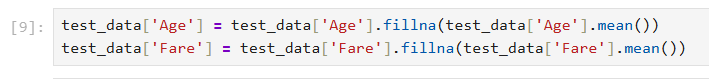 [9]: test_data['Age'] = test_data['Age'].fillna(test_data['Age'].mean())
test_data['Fare'] = test_data['Fare'].fillna(test_data['Fare'].mean())